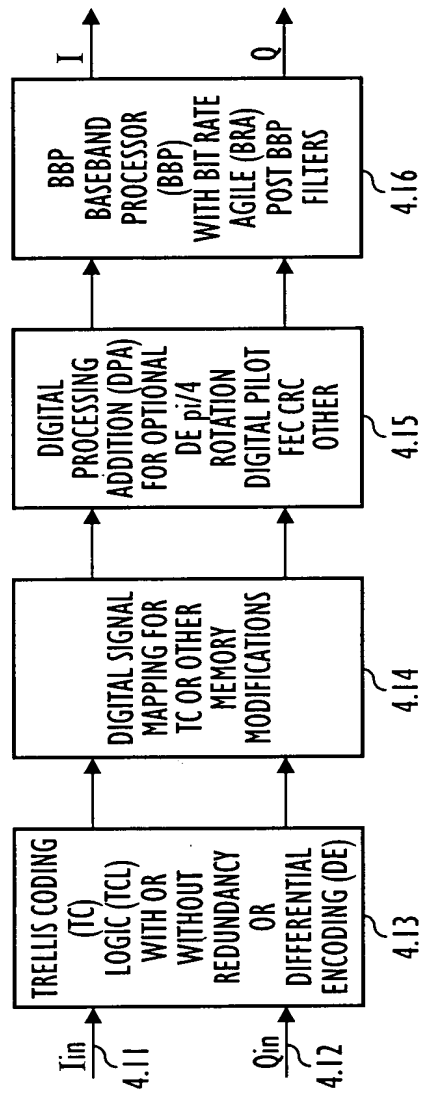 Iin
4.11
Qin
4.12
TRELLIS CODING
(TC)
LOGIC (TCL)
WITH OR
WITHOUT
REDUNDANCY
OR
DIFFERENTIAL
ENCODING (DE)
4.13
DIGITAL SIGNAL
MAPPING FOR
TC OR OTHER
MEMORY
MODIFICATIONS
4.14
DIGITAL
PROCESSING
ADDITION (DPA)
FOR OPTIONAL
DE pi/4
ROTATION
DIGITAL PILOT
FEC CRC
OTHER
4.15
BBP
BASEBAND
PROCESSOR
(BBP)
WITH BIT RATE
AGILE (BRA)
POST BBP
FILTERS
4.16
I
Q